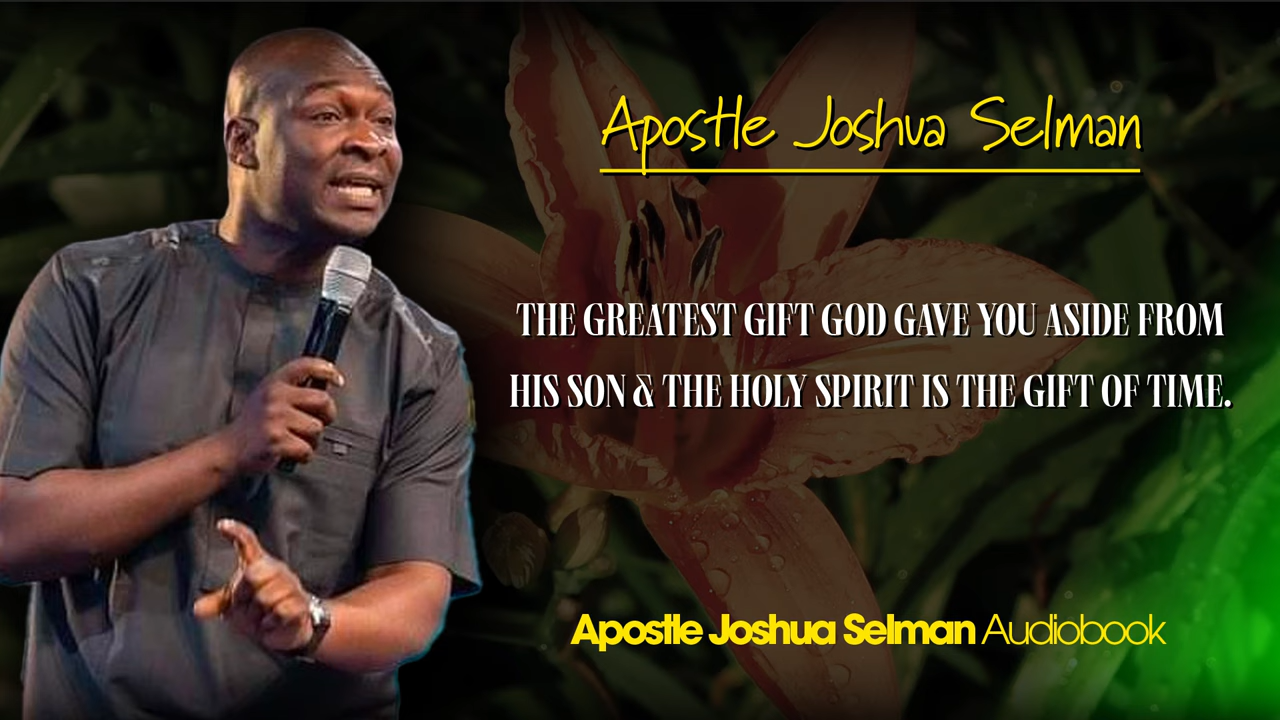 Apostle Joshua Selman
THE GREATEST GIFT GOD GAVE YOU ASIDE FROM
HIS SON & THE HOLY SPIRIT IS THE GIFT OF TIME.
Apostle Joshua Selman Audiobook